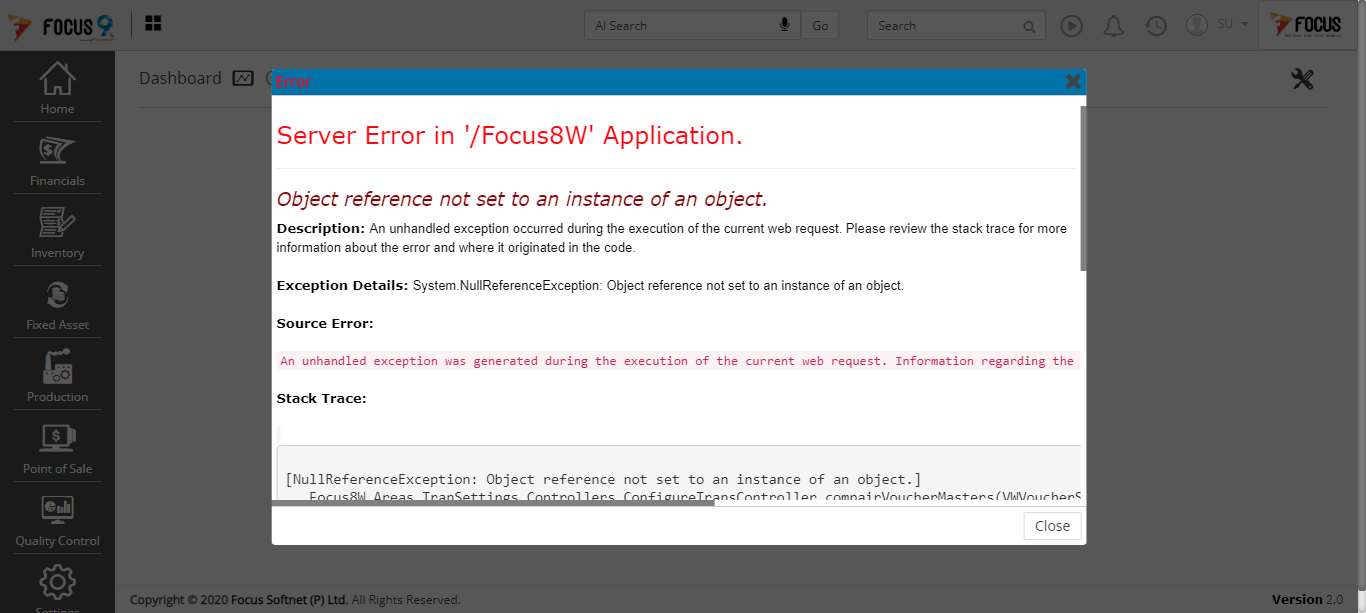 FOCUS 9
AI Search
Go
Search
SU
FOCUS
Home
Financials
Inventory
Fixed Asset
Production
Point of Sale
Quality Control
Settings
Dashboard
Error
Server Error in '/Focus8W' Application.
Object reference not set to an instance of an object.
Description: An unhandled exception occurred during the execution of the current web request. Please review the stack trace for more
information about the error and where it originated in the code.
Exception Details: System.NullReferenceException: Object reference not set to an instance of an object.
Source Error:
An unhandled exception was generated during the execution of the current web request. Information regarding the
Stack Trace:
[NullReferenceException: Object reference not set to an instance of an object.]
Focus8W.Areas.TranSettings.Controllers.ConfigureTransController.compairVoucherMasters(VWVoucherS
Close
Copyright © 2020 Focus Softnet (P) Ltd. All Rights Reserved.
Version 2.0